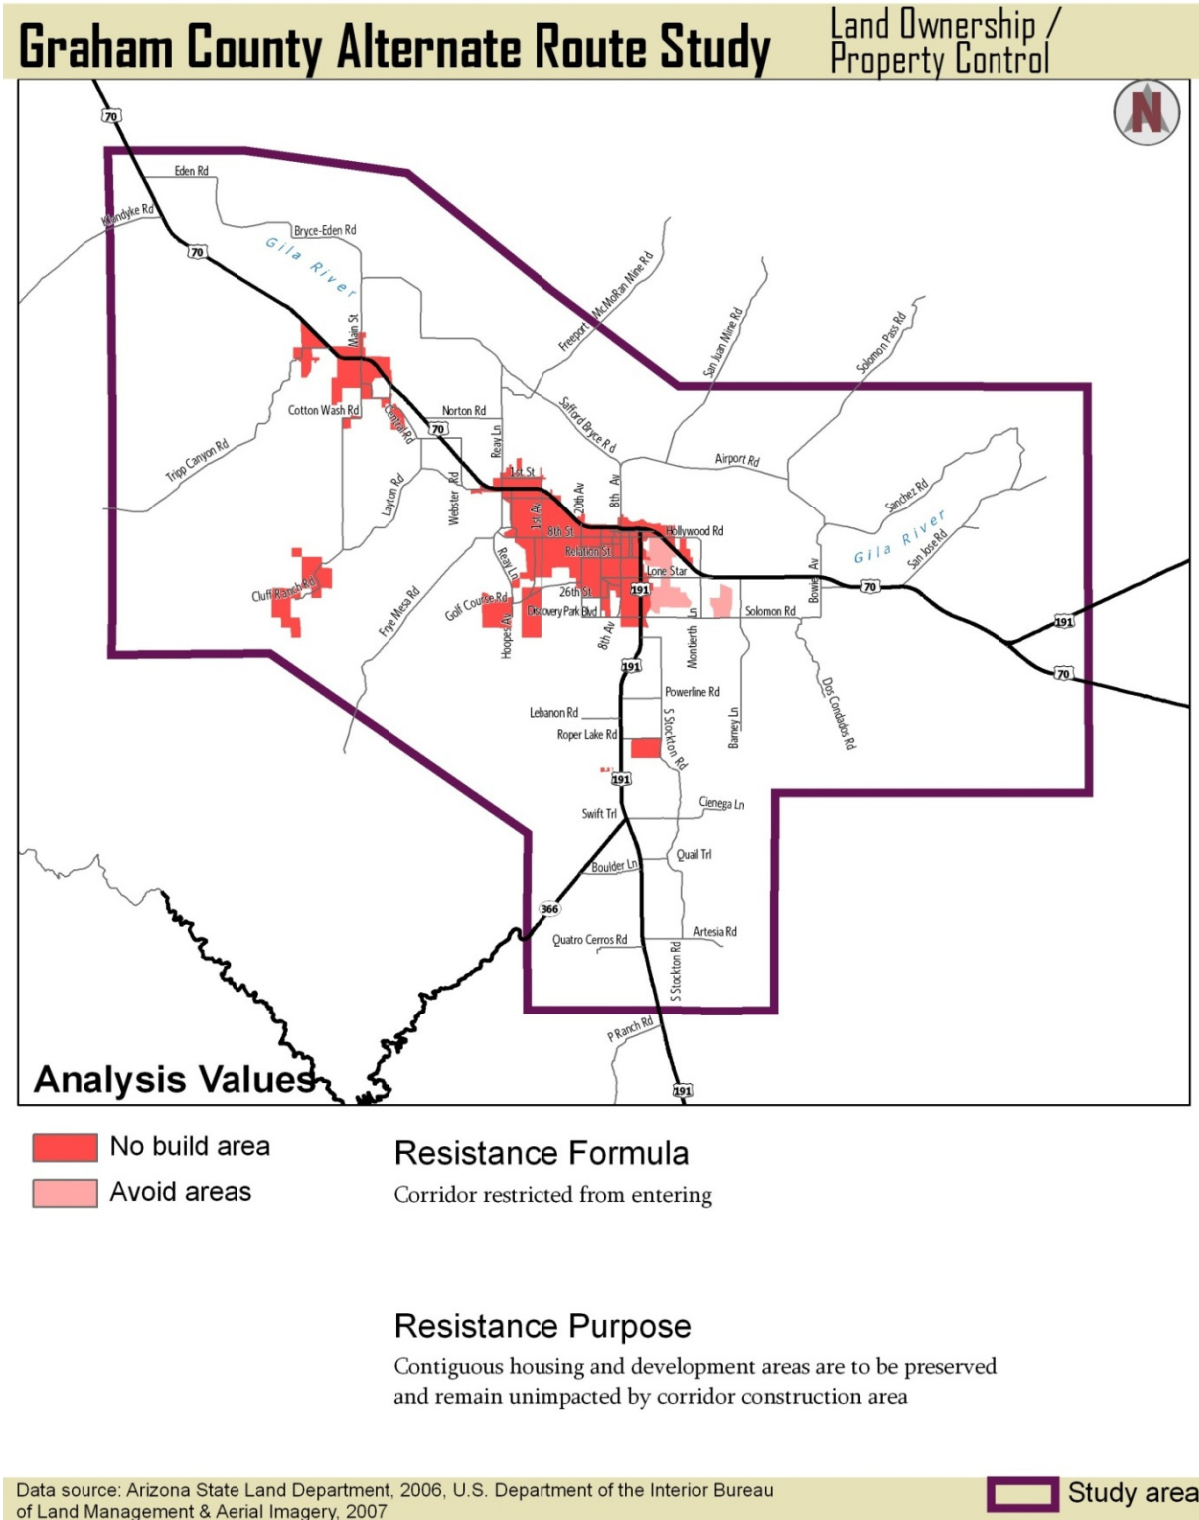 Graham County Alternate Route Study
Land Ownership /
Property Control
N
70
Eden Rd
Klondyke Rd
Bryce-Eden Rd
70
Gila River
Freeport McMoRan Mine Rd
San Juan Mine Rd
Solomon Pass Rd
Main St
Cotton Wash Rd
Central Rd
Norton Rd
70
Reay Ln
Safford Bryce Rd
Tripp Canyon Rd
Airport Rd
1st St
Layton Rd
Webster Rd
20th Av
8th Av
1st Av
Sanchez Rd
8th St
Hollywood Rd
Gila River
Relation St
San Jose Rd
Reay Ln
Lone Star
Bowie Av
Cluff Ranch Rd
26th St
191
70
Frye Mesa Rd
Golf Course Rd
Discovery Park Blvd
Solomon Rd
Hoopes Av
8th Av
Montierth Ln
191
191
70
Powerline Rd
Lebanon Rd
S Stockton Rd
Barney Ln
Dos Condados Rd
Roper Lake Rd
191
Swift Trl
Cienega Ln
Quail Trl
Boulder Ln
366
Quatro Cerros Rd
Artesia Rd
S Stockton Rd
P Ranch Rd
191
Analysis Values
No build area
Avoid areas
Resistance Formula
Corridor restricted from entering
Resistance Purpose
Contiguous housing and development areas are to be preserved
and remain unimpacted by corridor construction area
Data source: Arizona State Land Department, 2006, U.S. Department of the Interior Bureau
of Land Management & Aerial Imagery, 2007
Study area